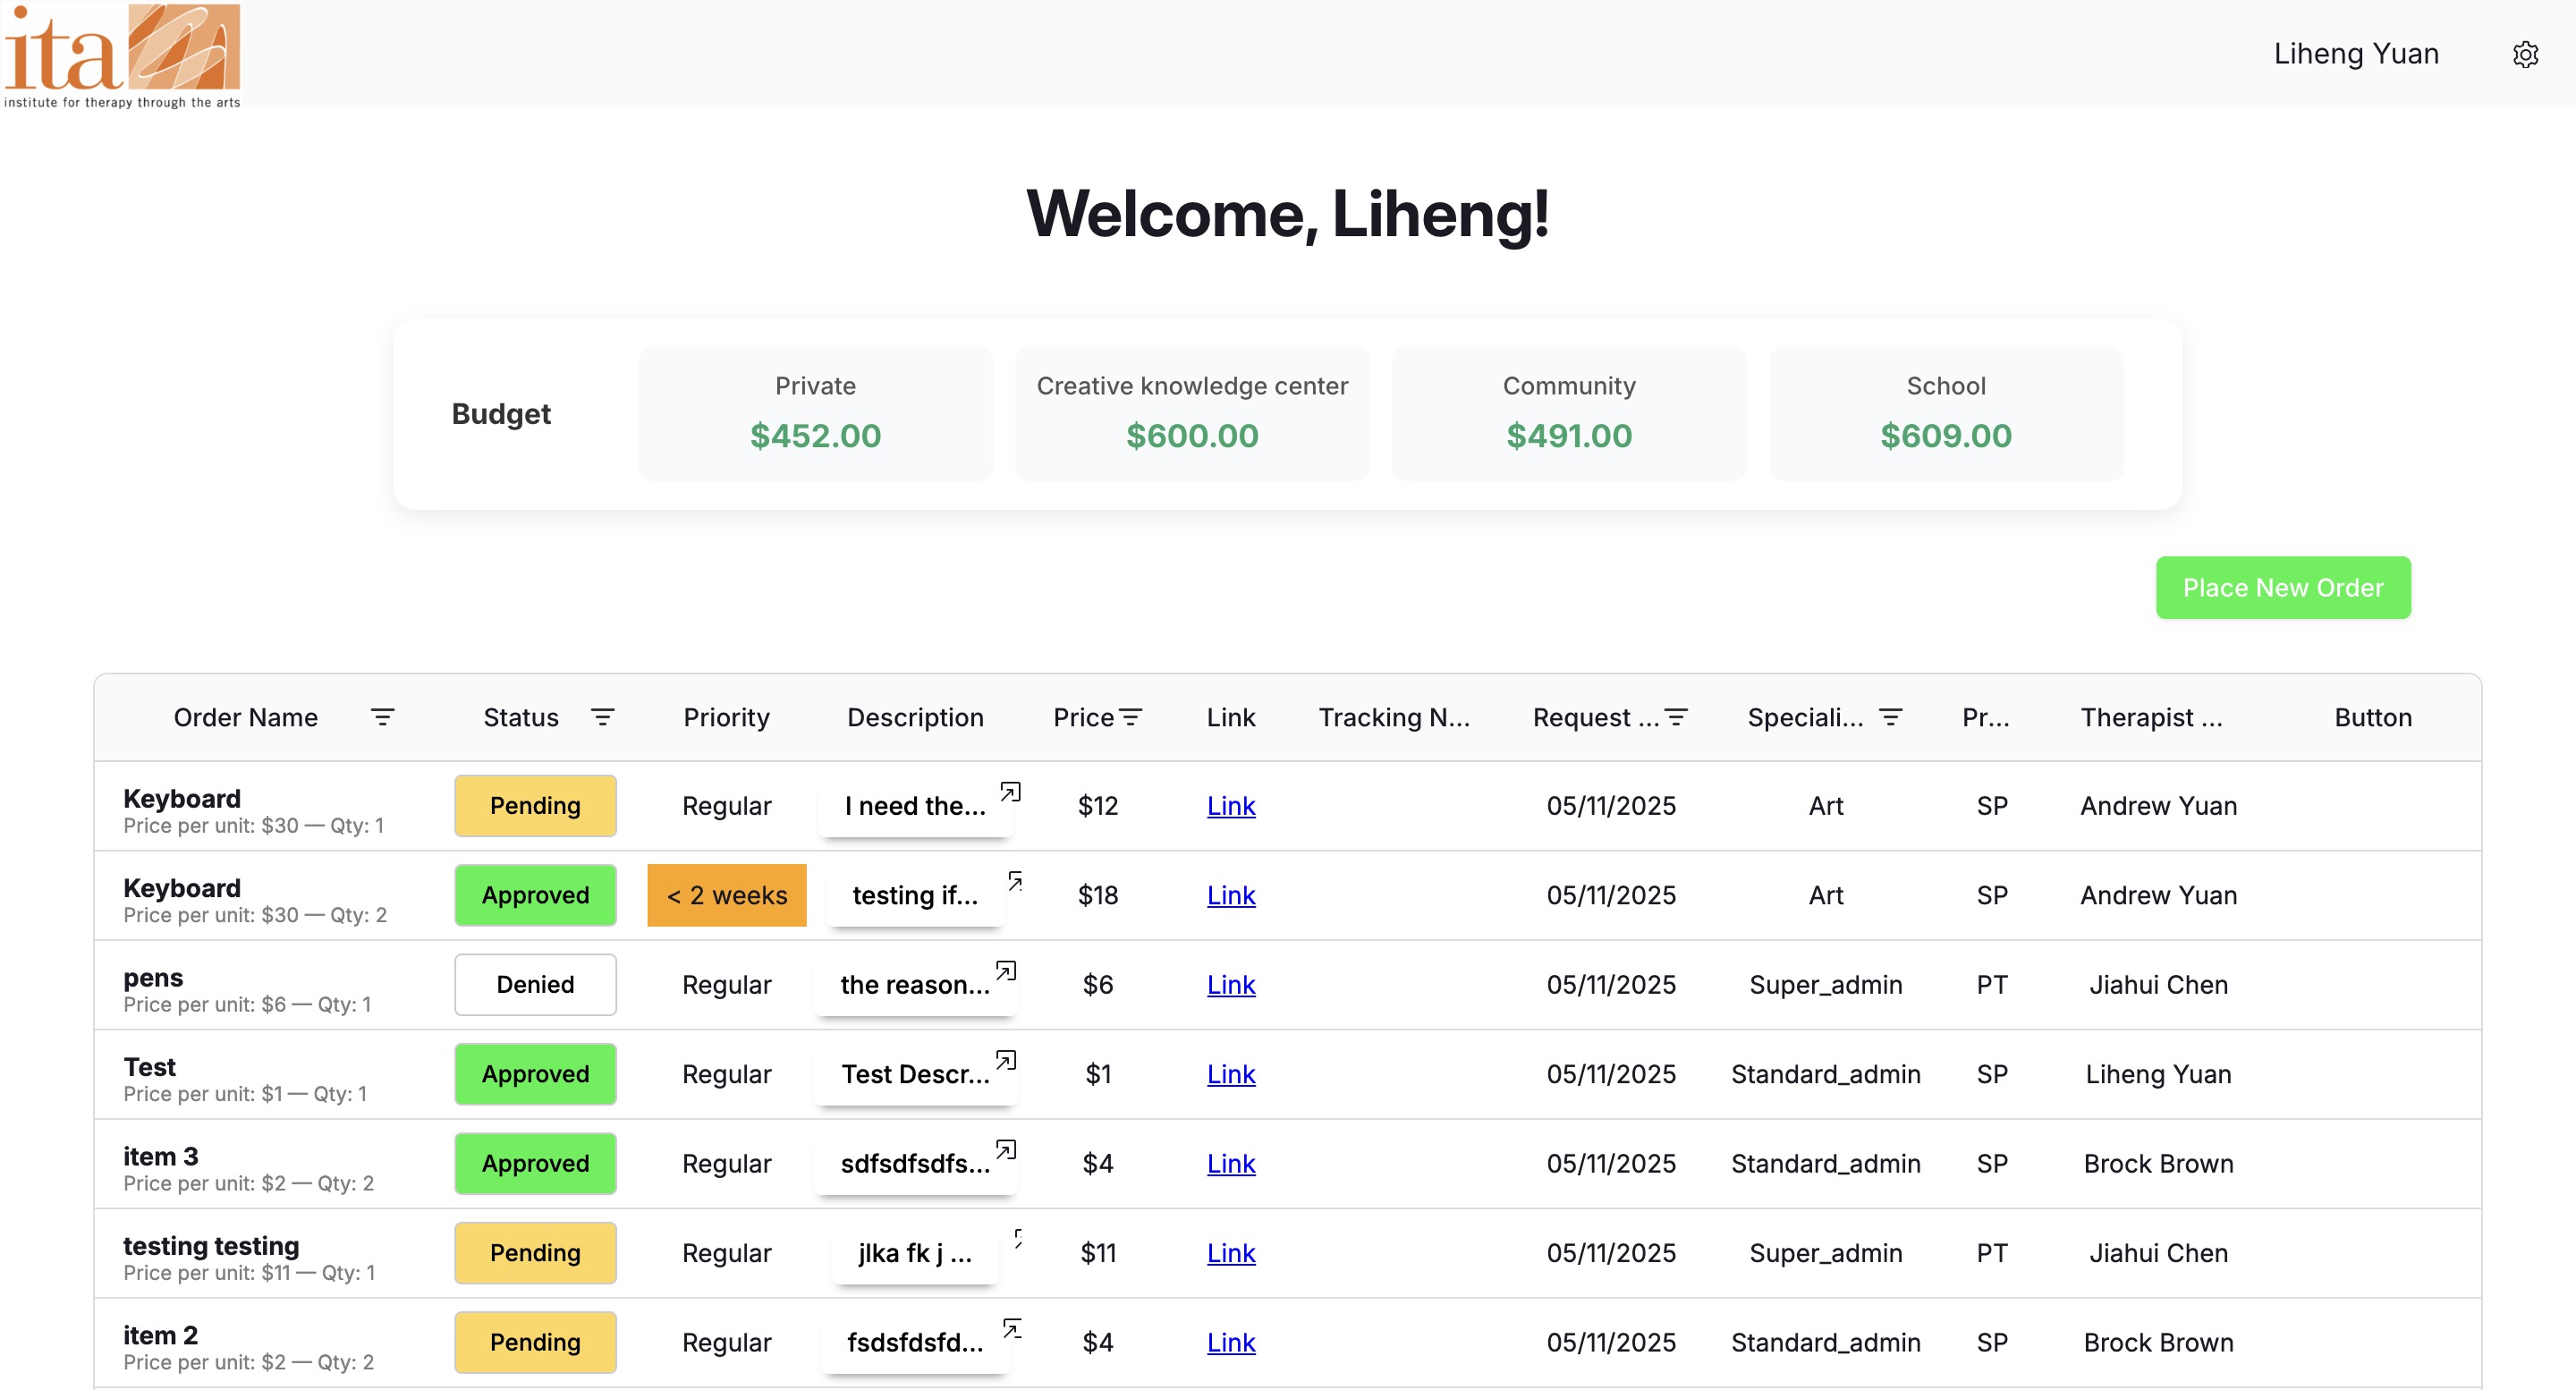 ita
institute for therapy through the arts
Liheng Yuan
Welcome, Liheng!
Budget
Private
$452.00
Creative knowledge center
$600.00
Community
$491.00
School
$609.00
Place New Order
Order Name Status Priority Description Price Link Tracking N... Request ... Speciali... Pr... Therapist ... Button
Keyboard Pending Regular I need the... $12 Link 05/11/2025 Art SP Andrew Yuan
Price per unit: $30 — Qty: 1
Keyboard Approved < 2 weeks testing if... $18 Link 05/11/2025 Art SP Andrew Yuan
Price per unit: $30 — Qty: 2
pens Denied Regular the reason... $6 Link 05/11/2025 Super_admin PT Jiahui Chen
Price per unit: $6 — Qty: 1
Test Approved Regular Test Descr... $1 Link 05/11/2025 Standard_admin SP Liheng Yuan
Price per unit: $1 — Qty: 1
item 3 Approved Regular sdfsdfsdfs... $4 Link 05/11/2025 Standard_admin SP Brock Brown
Price per unit: $2 — Qty: 2
testing testing Pending Regular jlka fk j ... $11 Link 05/11/2025 Super_admin PT Jiahui Chen
Price per unit: $11 — Qty: 1
item 2 Pending Regular fsdsfdsfd... $4 Link 05/11/2025 Standard_admin SP Brock Brown
Price per unit: $2 — Qty: 2